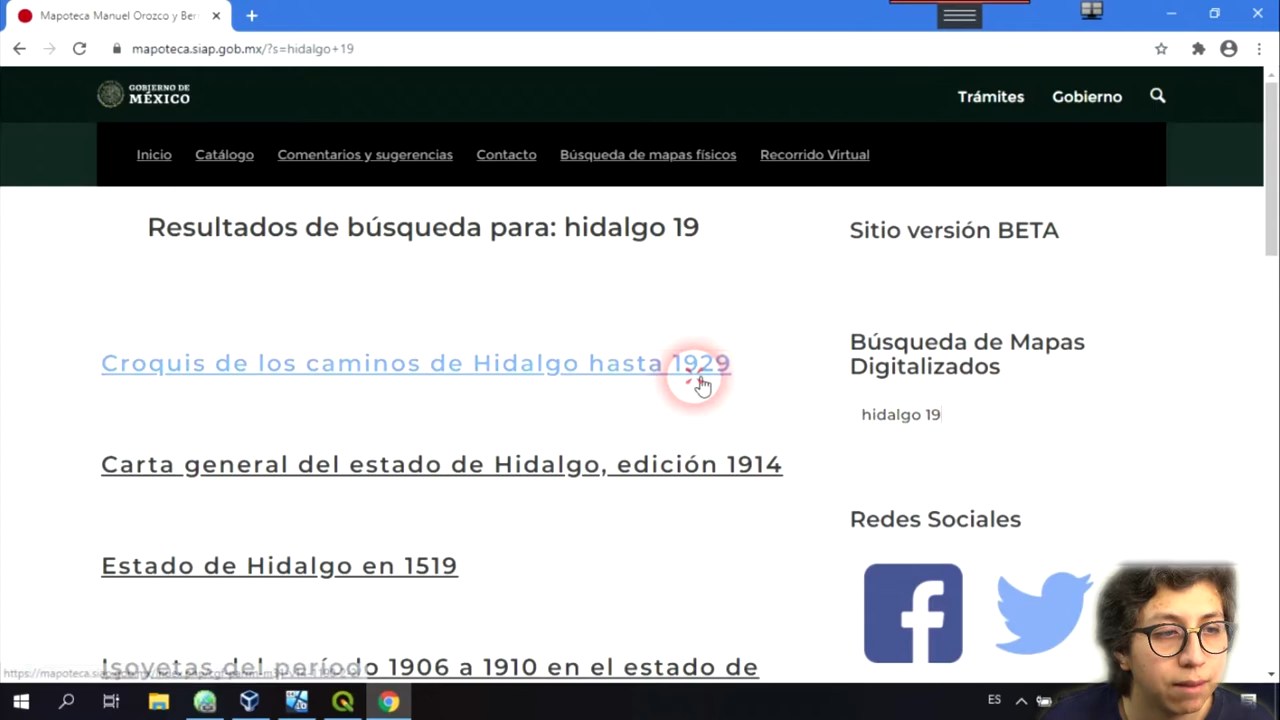 Mapoteca Manuel Orozco y Ber
mapoteca.siap.gob.mx/?s=hidalgo+19
GOBIERNO DE
MÉXICO
Trámites Gobierno
Inicio Catálogo Comentarios y sugerencias Contacto Búsqueda de mapas físicos Recorrido Virtual
Resultados de búsqueda para: hidalgo 19
Sitio versión BETA
Croquis de los caminos de Hidalgo hasta 1929
Búsqueda de Mapas
Digitalizados
hidalgo 19
Carta general del estado de Hidalgo, edición 1914
Redes Sociales
Estado de Hidalgo en 1519
Isoyetas del período 1906 a 1910 en el estado de
ES